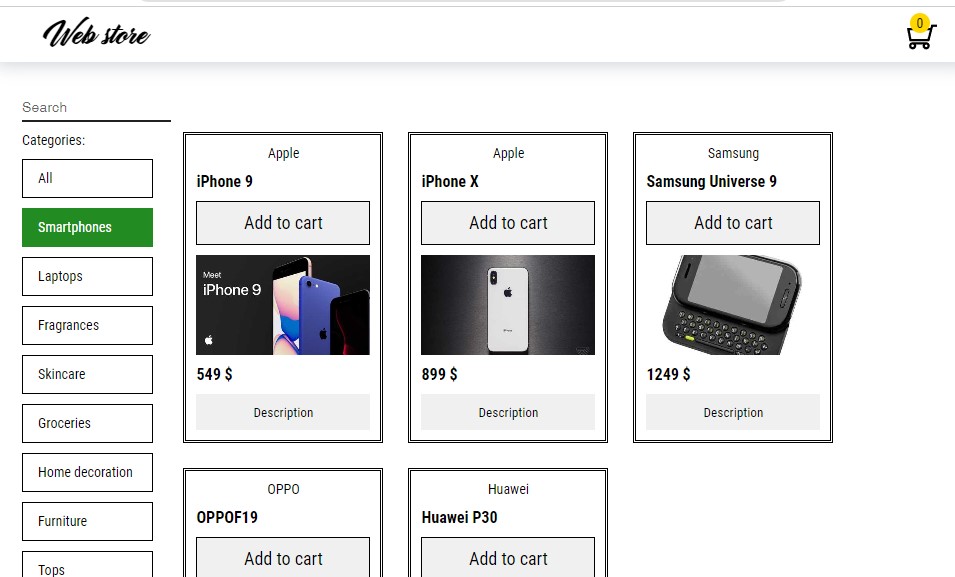 Web store
0
Search
Categories:
All
Smartphones
Laptops
Fragrances
Skincare
Groceries
Home decoration
Furniture
Tops
Apple
iPhone 9
Add to cart
Meet
iPhone 9
549 $
Description
Apple
iPhone X
Add to cart
899 $
Description
Samsung
Samsung Universe 9
Add to cart
1249 $
Description
OPPO
OPPOF19
Add to cart
Huawei
Huawei P30
Add to cart